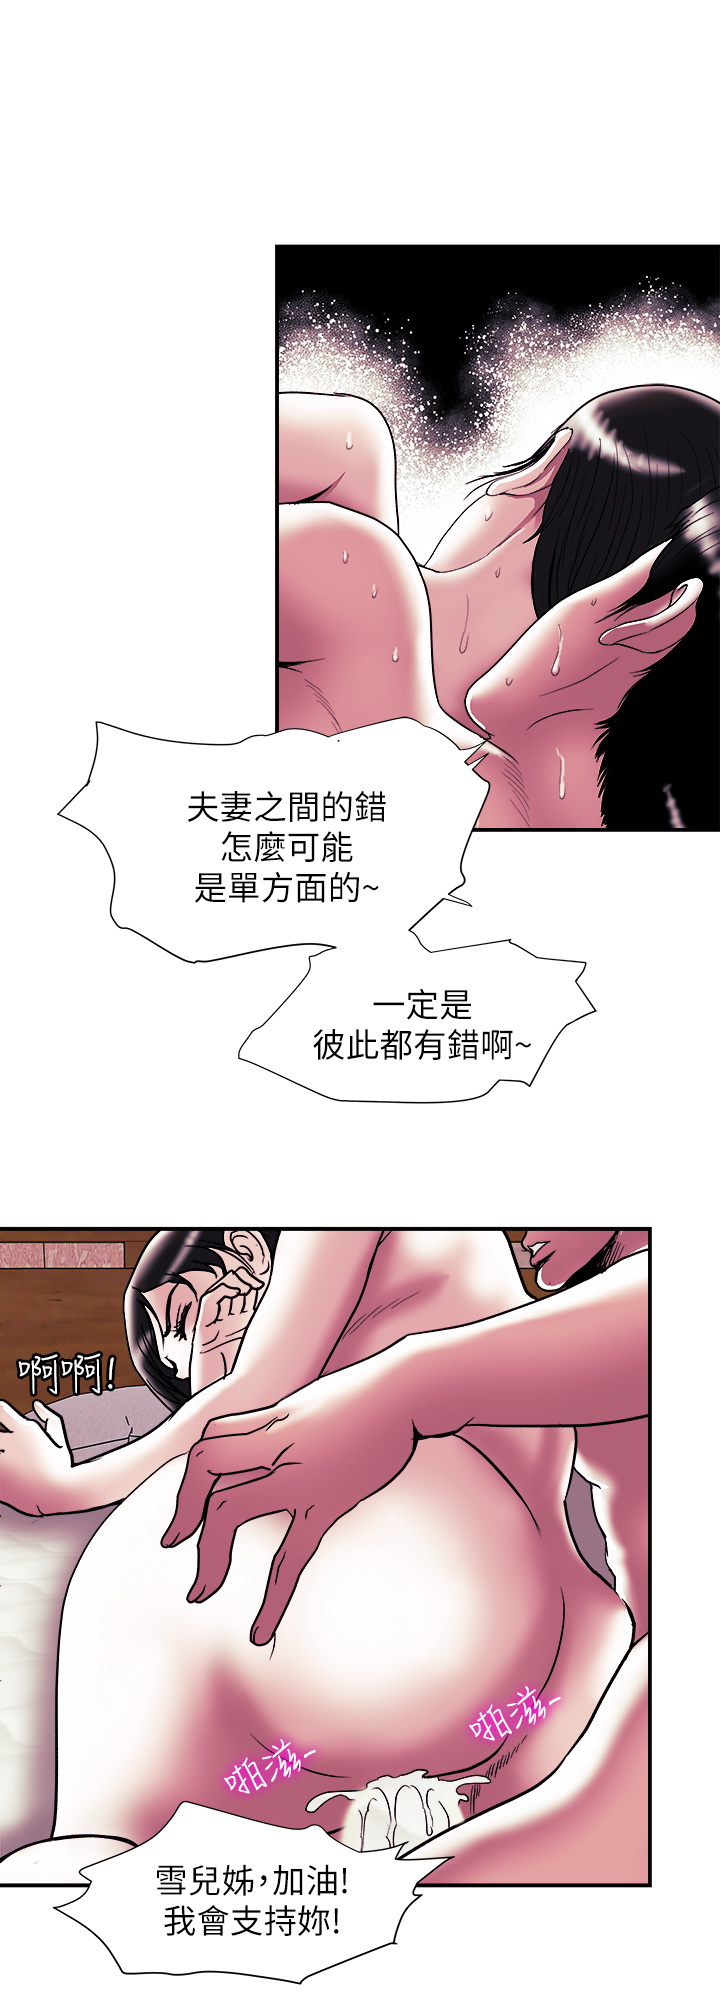 夫妻之間的錯
怎麼可能
是單方面的~
一定是
彼此都有錯啊~
啊啊!
啪滋~
啪滋~
雪兒姊，加油!
我會支持妳!